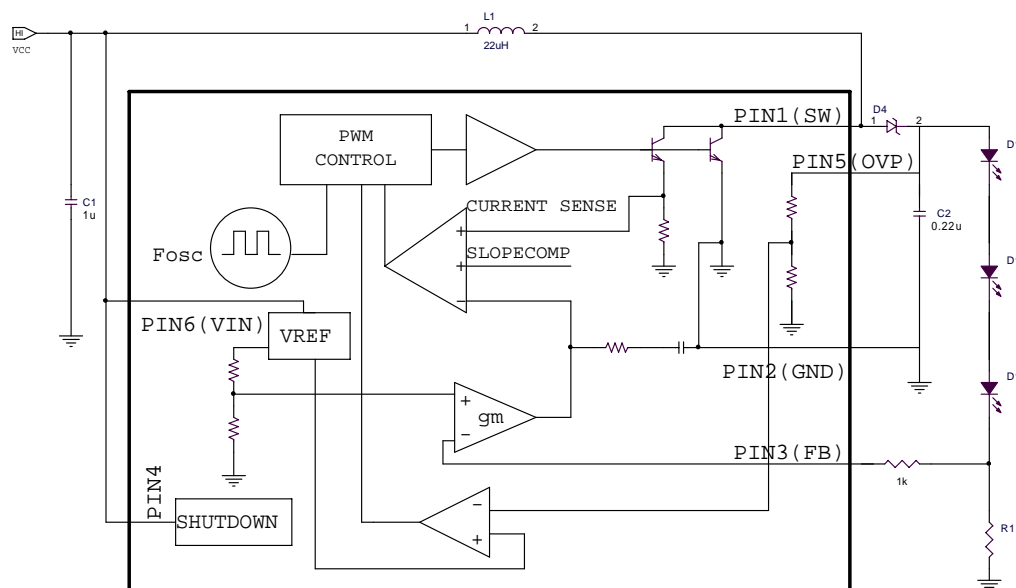 L1
1
2
22uH
HI
VCC
D4
PIN1(SW)
1
2
PWM
CONTROL
PIN5(OVP)
CURRENT SENSE
C1
1u
C2
0.22u
Fosc
+
SLOPECOMP
+
-
PIN6(VIN)
VREF
PIN2(GND)
+
gm
-
PIN3(FB)
1k
PIN4
SHUTDOWN
-
+
R1